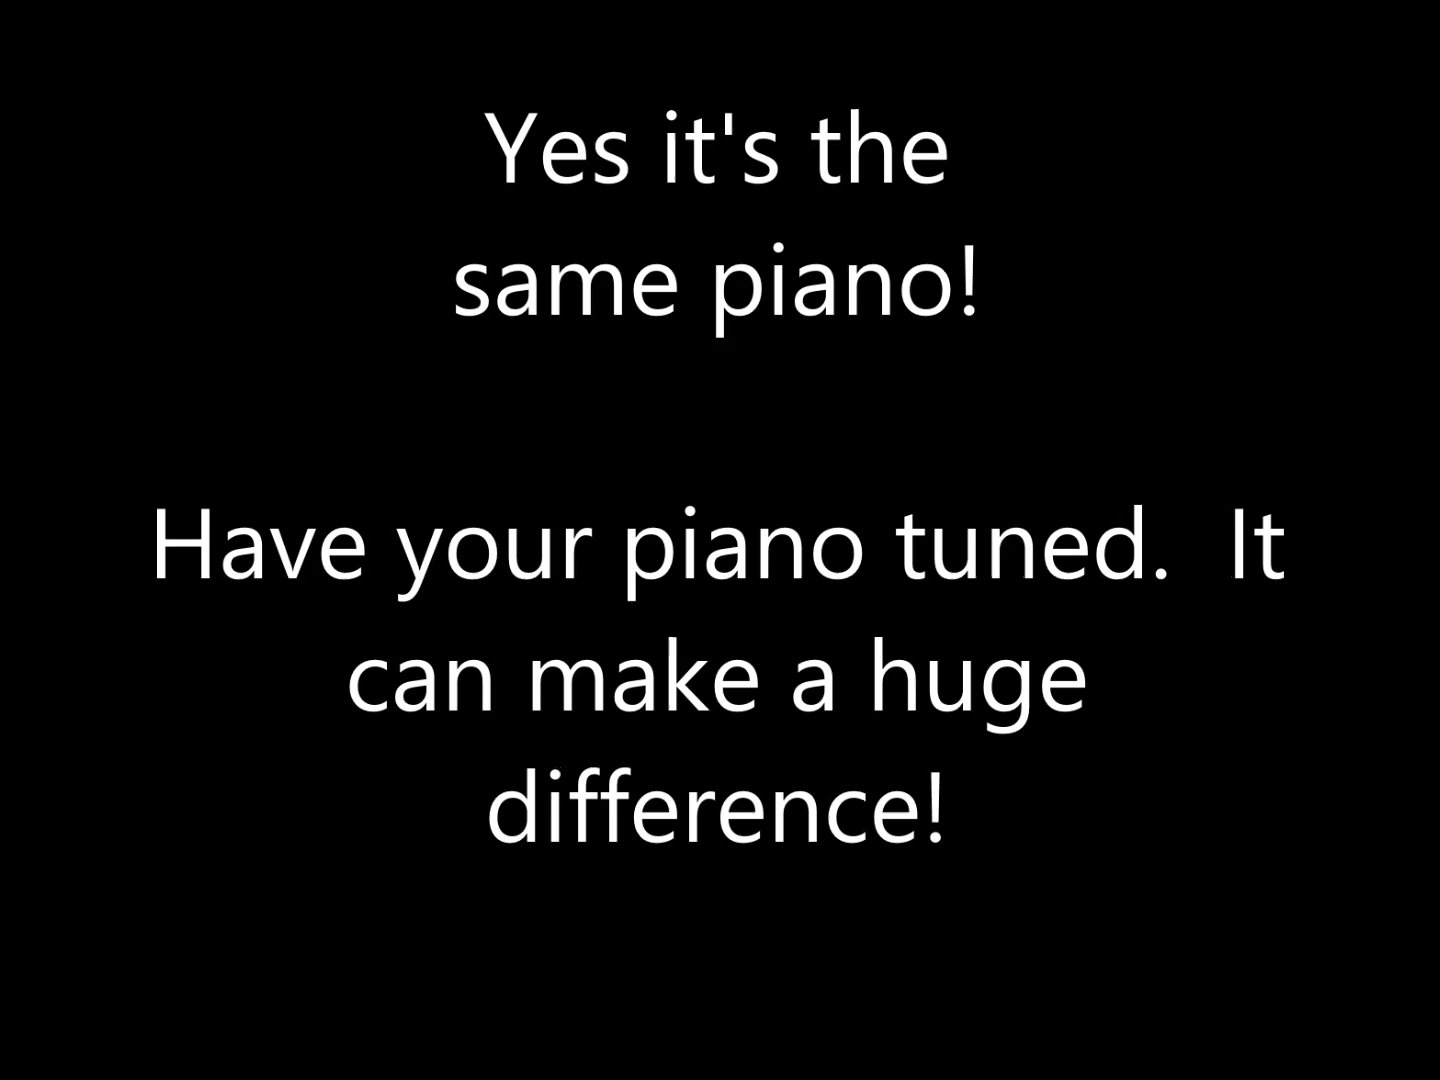 Yes it's the
same piano!
Have your piano tuned.  It
can make a huge
difference!